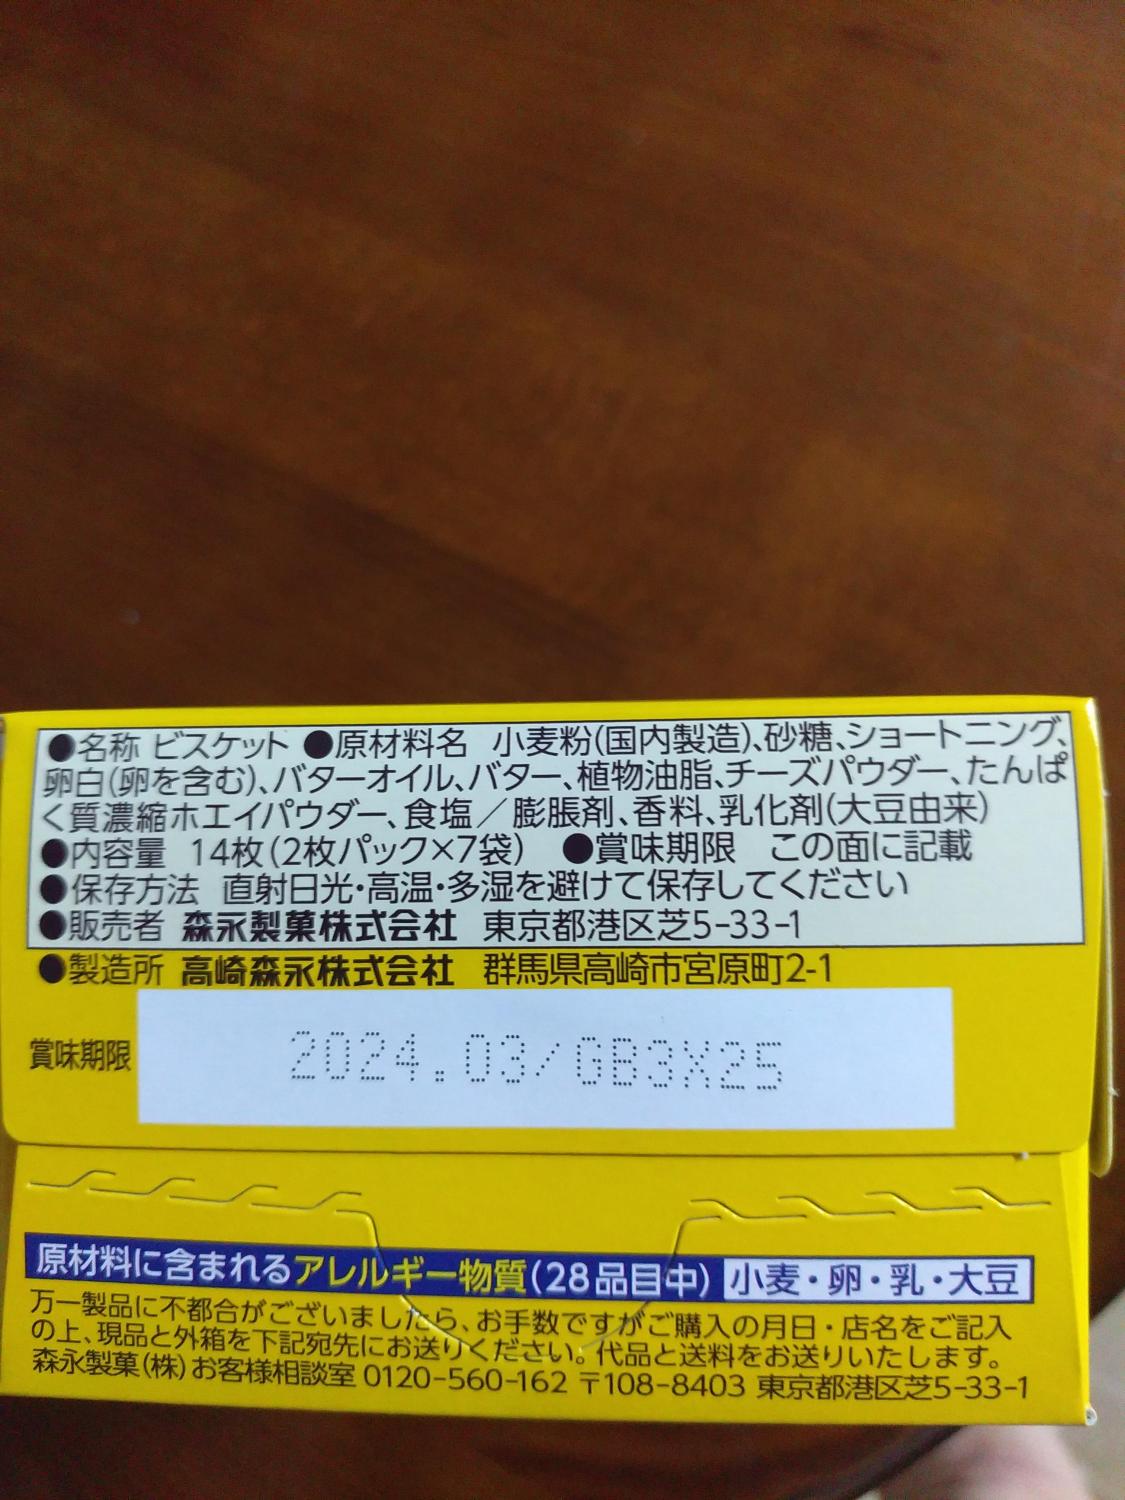 ●名称 ビスケット ●原材料名 小麦粉(国内製造)、砂糖、ショートニング、
卵白(卵を含む)、バターオイル、バター、植物油脂、チーズパウダー、たんぱ
く質濃縮ホエイパウダー、食塩/膨脹剤、香料、乳化剤(大豆由来)
●内容量 14枚(2枚パック×7袋) ●賞味期限 この面に記載
●保存方法 直射日光・高温・多湿を避けて保存してください
●販売者 森永製菓株式会社 東京都港区芝5-33-1
●製造所 高崎森永株式会社 群馬県高崎市宮原町2-1
賞味期限 2024.03/GB3X25
原材料に含まれるアレルギー物質(28品目中) 小麦・卵・乳・大豆
万一製品に不都合がございましたら、お手数ですがご購入の月日・店名をご記入
の上、現品と外箱を下記宛先にお送りください。代品と送料をお送りいたします。
森永製菓(株)お客様相談室 0120-560-162 〒108-8403 東京都港区芝5-33-1